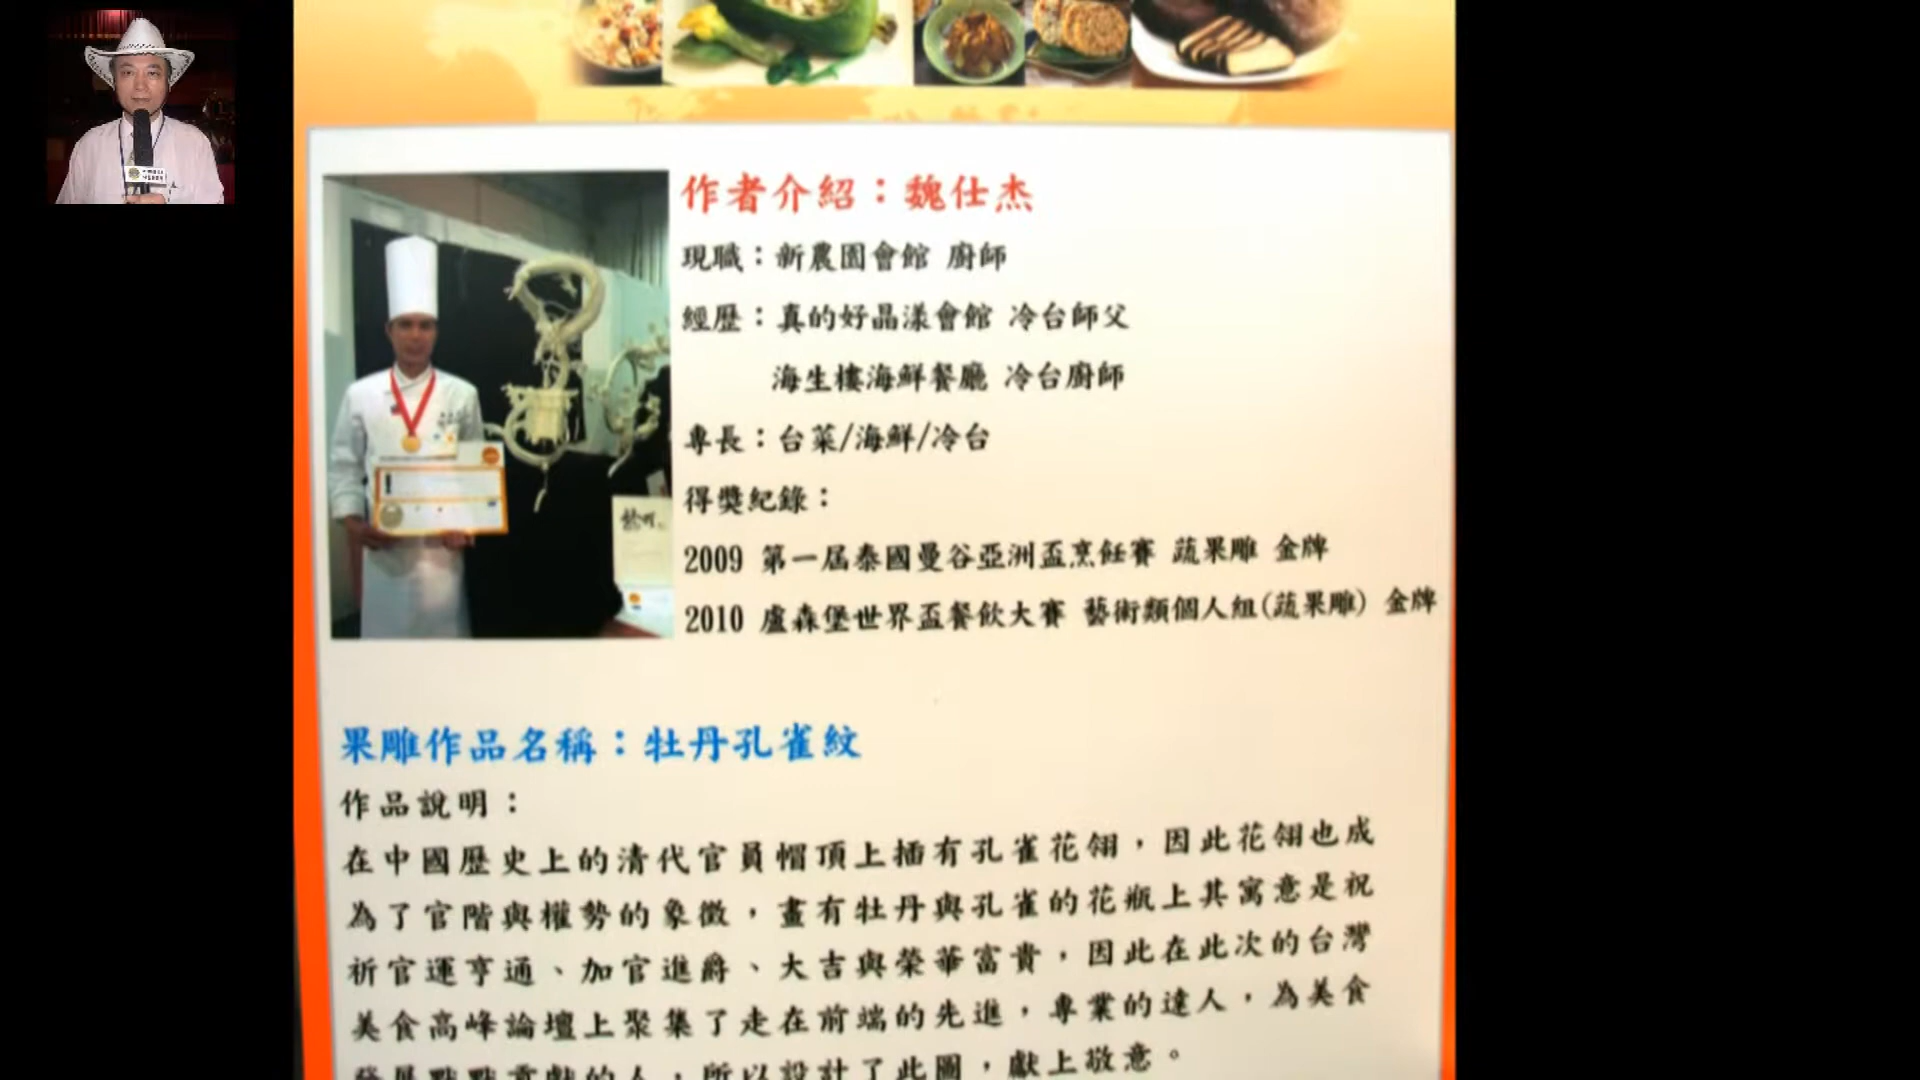 作者介紹：魏仕杰
現職：新農園會館 廚師
經歷：真的好晶漾會館 冷台師父
海生樓海鮮餐廳 冷台廚師
專長：台菜/海鮮/冷台
得獎紀錄：
2009 第一屆泰國曼谷亞洲盃烹飪賽 蔬果雕 金牌
2010 盧森堡世界盃餐飲大賽 藝術類個人組(蔬果雕) 金牌
果雕作品名稱：牡丹孔雀紋
作品說明：
在中國歷史上的清代官員帽頂上插有孔雀花翎，因此花翎也成
為了官階與權勢的象徵，畫有牡丹與孔雀的花瓶上其寓意是祝
祈官運亨通、加官進爵、大吉與榮華富貴，因此在此次的台灣
美食高峰論壇上聚集了走在前端的先進，專業的達人，為美食
發展點點貢獻的人，所以設計了此圖，獻上敬意。